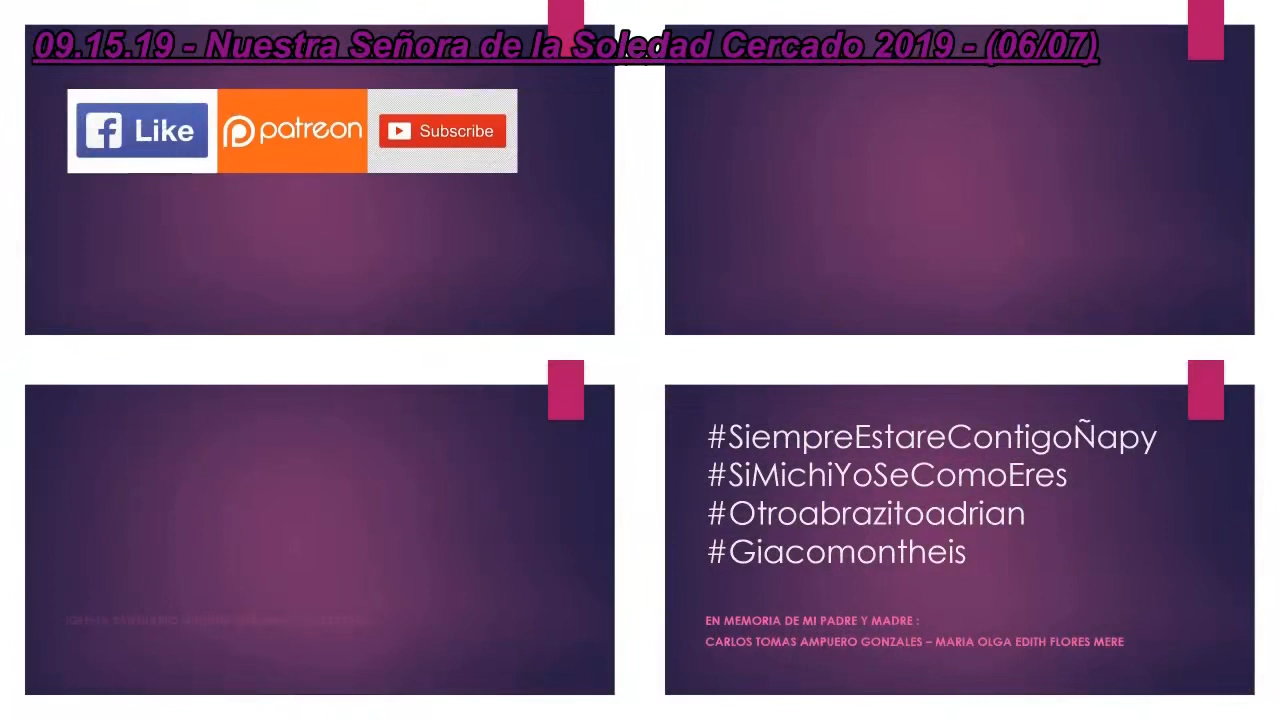 09.15.19 - Nuestra Señora de la Soledad Cercado 2019 - (06/07)
Like
patreon
Subscribe
#SiempreEstareContigoÑapy
#SiMichiYoSeComoEres
#Otroabrazitoadrian
#Giacomontheis
EN MEMORIA DE MI PADRE Y MADRE :
CARLOS TOMAS AMPUERO GONZALES – MARIA OLGA EDITH FLORES MERE